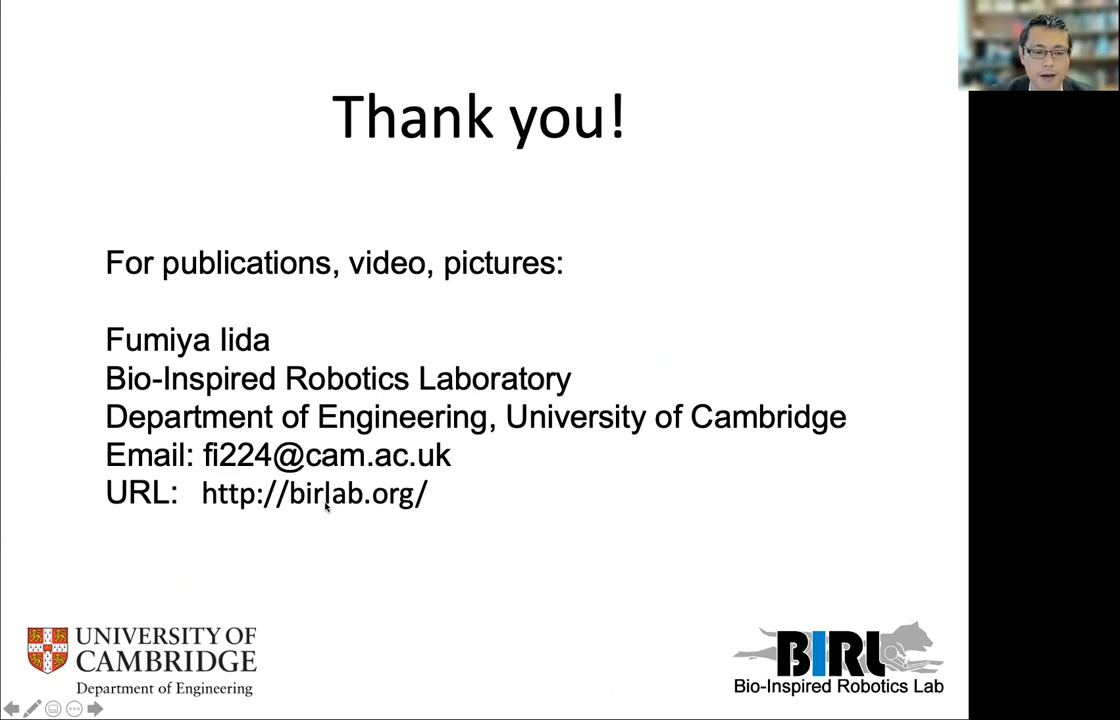 Thank you!
For publications, video, pictures:
Fumiya Iida
Bio-Inspired Robotics Laboratory
Department of Engineering, University of Cambridge
Email: fi224@cam.ac.uk
URL: http://birlab.org/
UNIVERSITY OF
CAMBRIDGE
Department of Engineering
BIRL
Bio-Inspired Robotics Lab